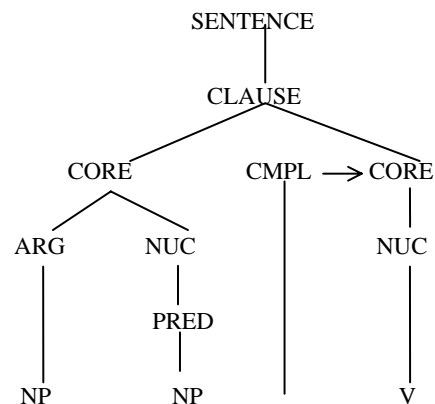 SENTENCE
CLAUSE
CORE CMPL CORE
ARG NUC NUC
PRED
NP NP V